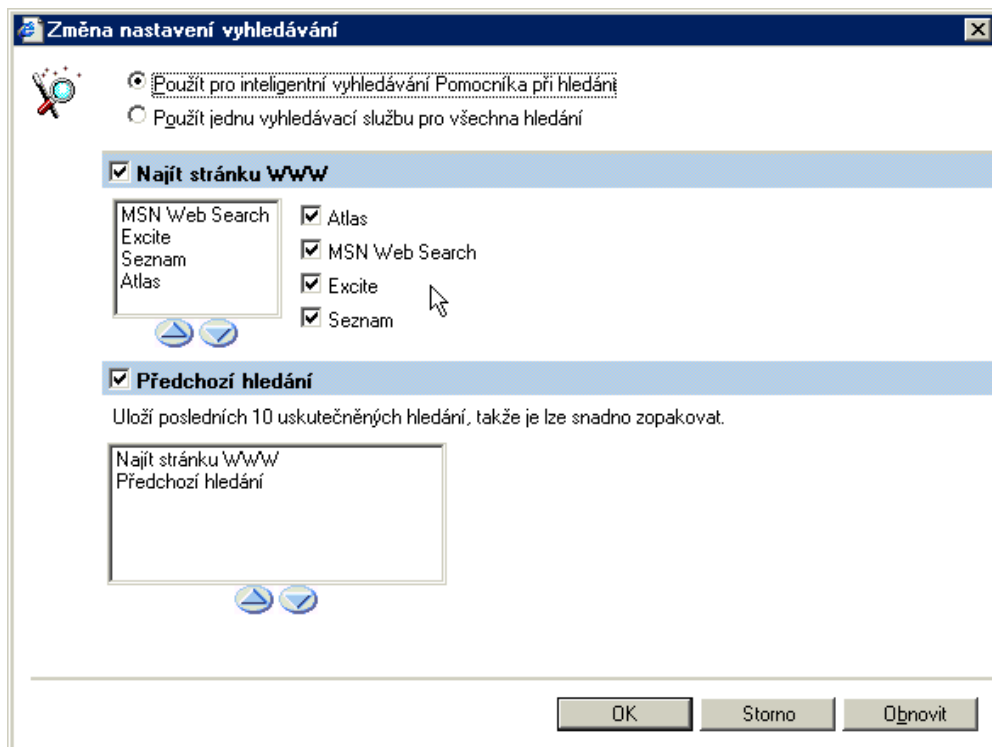 Změna nastavení vyhledávání
Použít pro inteligentní vyhledávání Pomocníka při hledání
Použít jednu vyhledávací službu pro všechna hledání
Najít stránku WWW
MSN Web Search
Excite
Seznam
Atlas
Atlas
MSN Web Search
Excite
Seznam
Předchozí hledání
Uloží posledních 10 uskutečněných hledání, takže je lze snadno zopakovat.
Najít stránku WWW
Předchozí hledání
OK Storno Obnovit